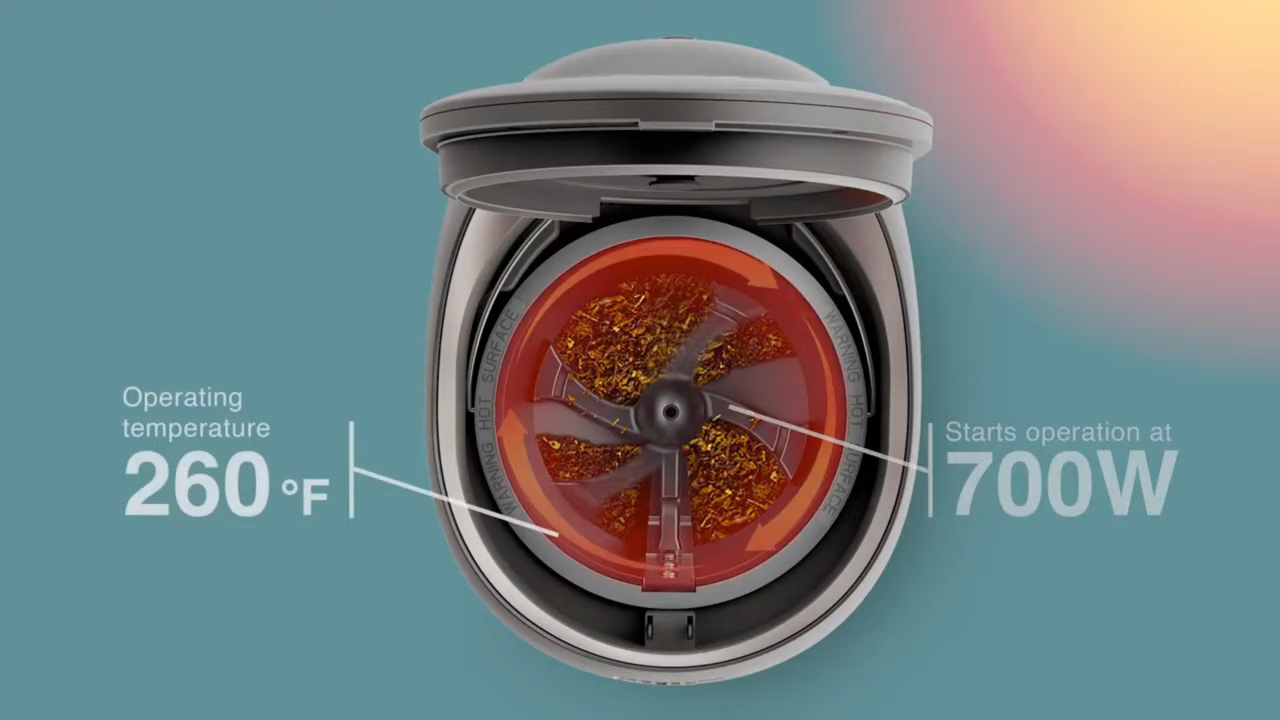 Operating
temperature
260 °F
Starts operation at
700W
WARNING HOT SURFACE
WARNING HOT SURFACE